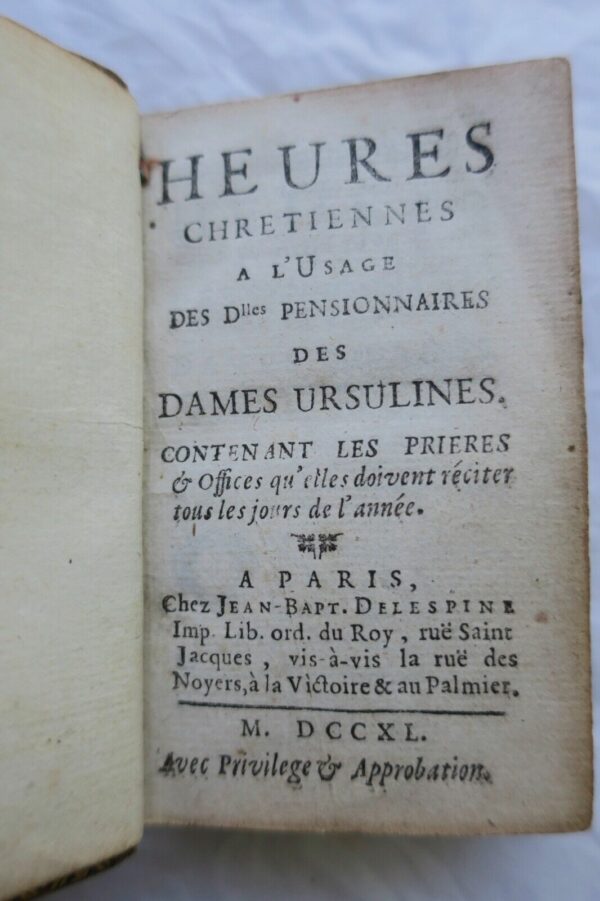 HEURES
CHRETIENNES
A L'USAGE
DES Dlles PENSIONNAIRES
DES
DAMES URSULINES.
CONTENANT LES PRIERES
& Offices qu'elles doivent réciter
tous les jours de l'année.
A PARIS,
Chez JEAN-BAPT. DELESPINE
Imp. Lib. ord. du Roy, ruë Saint
Jacques, vis-à-vis la ruë des
Noyers, à la Victoire & au Palmier.
M. DCCXL.
Avec Privilege & Approbation.